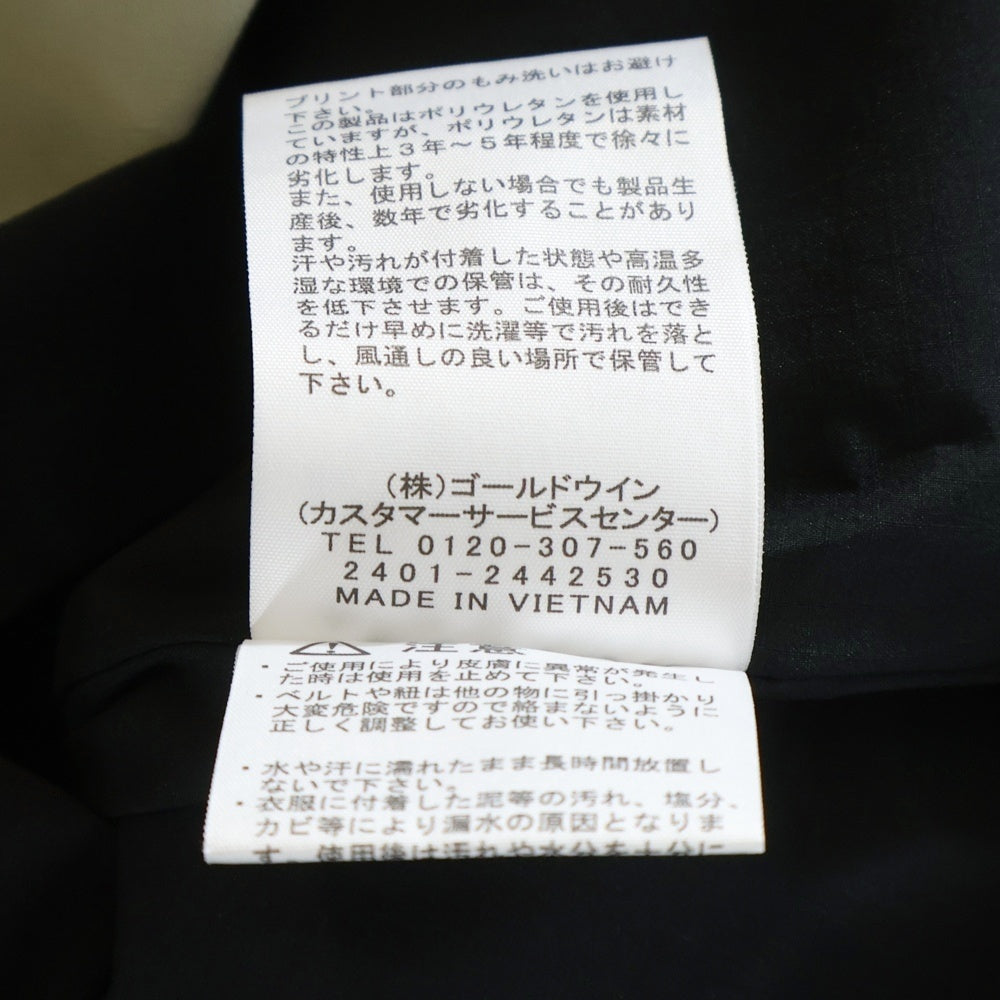 プリント部分のもみ洗いはお避け
下さい。
この製品はポリウレタンを使用し
ていますが、ポリウレタンは素材
の特性上３年～５年程度で徐々に
劣化します。
また、使用しない場合でも製品生
産後、数年で劣化することがあり
ます。
汗や汚れが付着した状態や高温多
湿な環境での保管は、その耐久性
を低下させます。ご使用後はでき
るだけ早めに洗濯等で汚れを落と
し、風通しの良い場所で保管して
下さい。
(株)ゴールドウイン
(カスタマーサービスセンター)
TEL 0120-307-560
2401-2442530
MADE IN VIETNAM
注意
・ご使用により皮膚に異常が発生し
た時は使用を止めて下さい。
・ベルトや紐は他の物に引っ掛かり
大変危険ですので絡まないように
正しく調整してお使い下さい。
・水や汗に濡れたまま長時間放置し
ないで下さい。
・衣服に付着した泥等の汚れ、塩分、
カビ等により漏水の原因となりま
す。使用後は汚れや水分を十分に